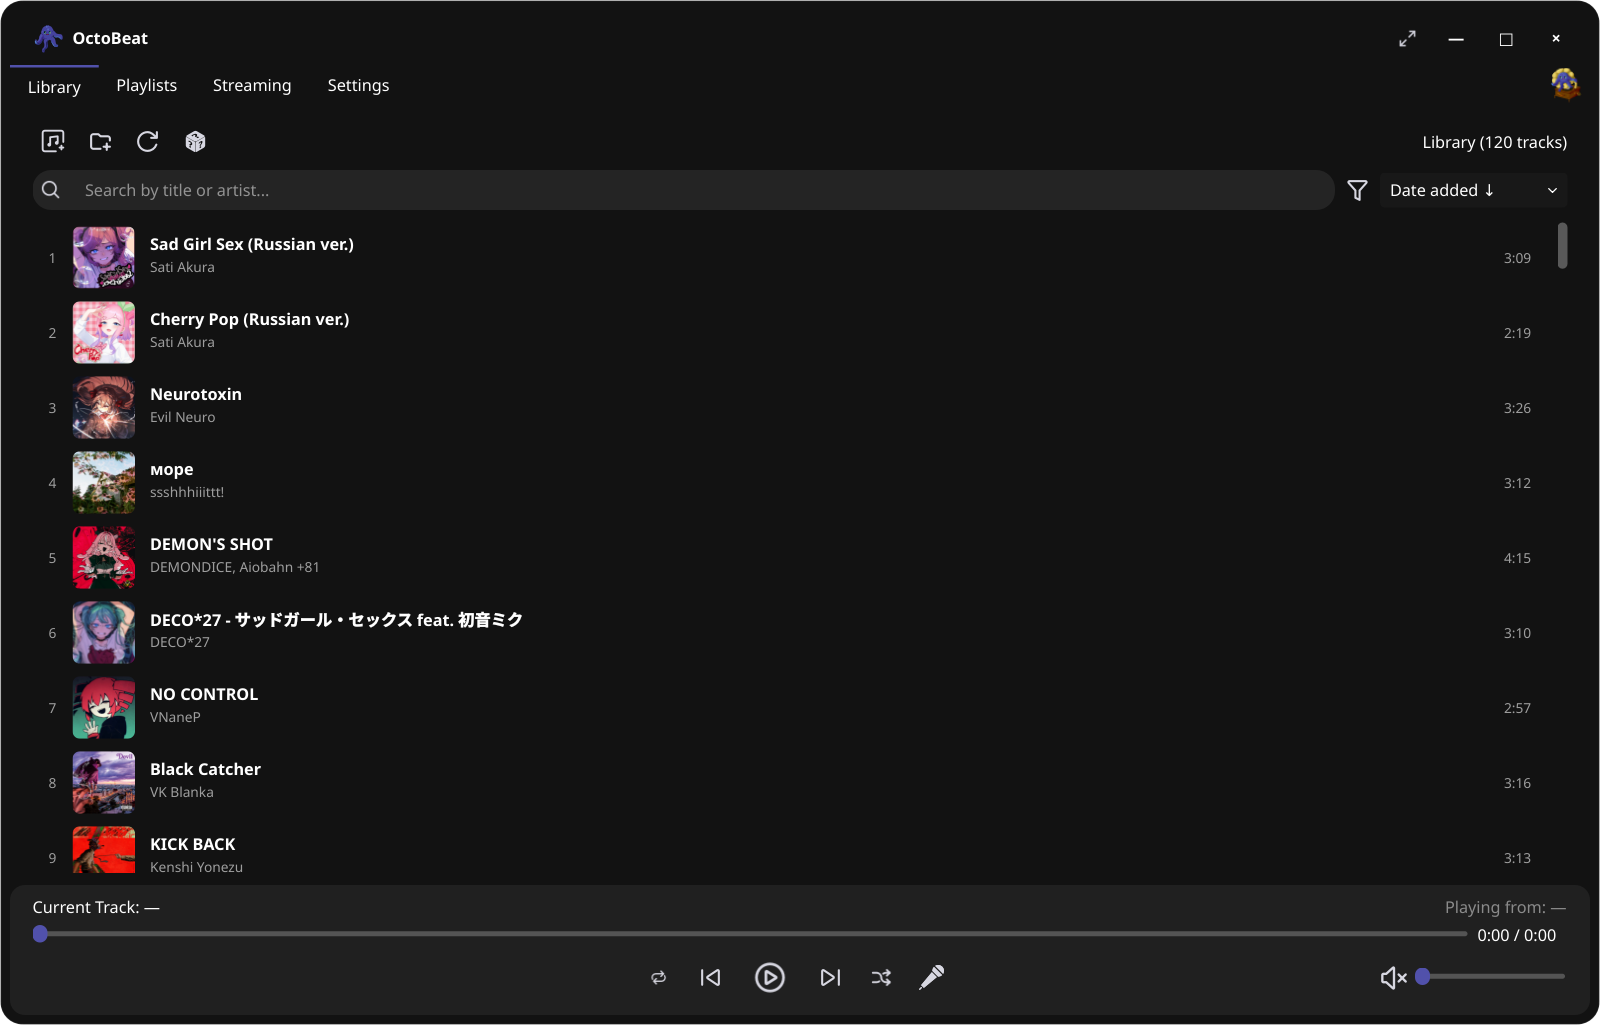 OctoBeat
Library Playlists Streaming Settings
Library (120 tracks)
Search by title or artist...
Date added ↓
1
Sad Girl Sex (Russian ver.)
Sati Akura
3:09
2
Cherry Pop (Russian ver.)
Sati Akura
2:19
3
Neurotoxin
Evil Neuro
3:26
4
море
ssshhhiiittt!
3:12
5
DEMON'S SHOT
DEMONDICE, Aiobahn +81
4:15
6
DECO*27 - サッドガール・セックス feat. 初音ミク
DECO*27
3:10
7
NO CONTROL
VNaneP
2:57
8
Black Catcher
VK Blanka
3:16
9
KICK BACK
Kenshi Yonezu
3:13
Current Track: —
Playing from: —
0:00 / 0:00